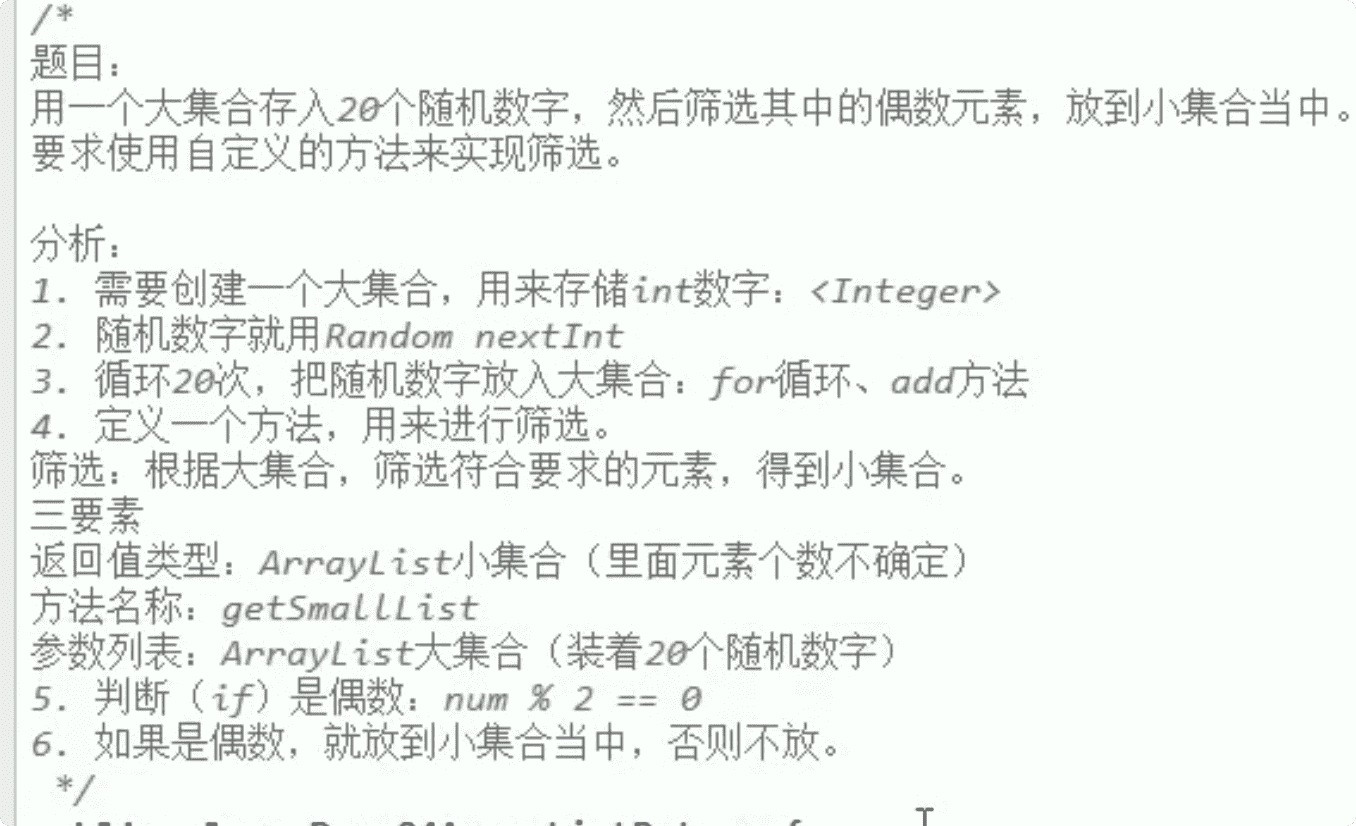 /*
题目：
用一个大集合存入20个随机数字，然后筛选其中的偶数元素，放到小集合当中。
要求使用自定义的方法来实现筛选。
分析：
1. 需要创建一个大集合，用来存储int数字：<Integer>
2. 随机数字就用Random nextInt
3. 循环20次，把随机数字放入大集合：for循环、add方法
4. 定义一个方法，用来进行筛选。
筛选：根据大集合，筛选符合要求的元素，得到小集合。
三要素
返回值类型：ArrayList小集合（里面元素个数不确定）
方法名称：getSmallList
参数列表：ArrayList大集合（装着20个随机数字）
5. 判断（if）是偶数：num % 2 == 0
6. 如果是偶数，就放到小集合当中，否则不放。
*/